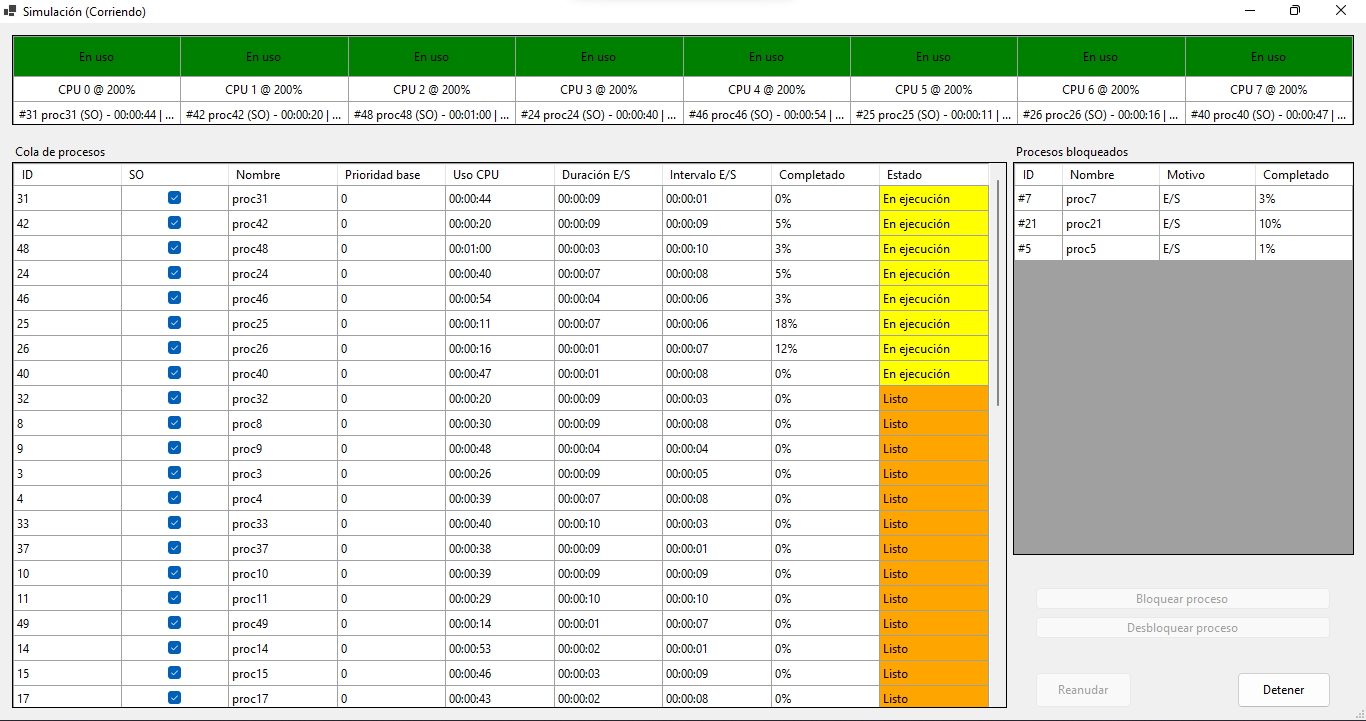 Simulación (Corriendo)
En uso En uso En uso En uso En uso En uso En uso En uso
CPU 0 @ 200% CPU 1 @ 200% CPU 2 @ 200% CPU 3 @ 200% CPU 4 @ 200% CPU 5 @ 200% CPU 6 @ 200% CPU 7 @ 200%
#31 proc31 (SO) - 00:00:44 | ... #42 proc42 (SO) - 00:00:20 | ... #48 proc48 (SO) - 00:01:00 | ... #24 proc24 (SO) - 00:00:40 | ... #46 proc46 (SO) - 00:00:54 | ... #25 proc25 (SO) - 00:00:11 | ... #26 proc26 (SO) - 00:00:16 | ... #40 proc40 (SO) - 00:00:47 | ...
Cola de procesos
ID SO Nombre Prioridad base Uso CPU Duración E/S Intervalo E/S Completado Estado
31 proc31 0 00:00:44 00:00:09 00:00:01 0% En ejecución
42 proc42 0 00:00:20 00:00:09 00:00:09 5% En ejecución
48 proc48 0 00:01:00 00:00:03 00:00:10 3% En ejecución
24 proc24 0 00:00:40 00:00:07 00:00:08 5% En ejecución
46 proc46 0 00:00:54 00:00:04 00:00:06 3% En ejecución
25 proc25 0 00:00:11 00:00:07 00:00:06 18% En ejecución
26 proc26 0 00:00:16 00:00:01 00:00:07 12% En ejecución
40 proc40 0 00:00:47 00:00:01 00:00:08 0% En ejecución
32 proc32 0 00:00:20 00:00:09 00:00:03 0% Listo
8 proc8 0 00:00:30 00:00:09 00:00:08 0% Listo
9 proc9 0 00:00:48 00:00:04 00:00:04 0% Listo
3 proc3 0 00:00:26 00:00:09 00:00:05 0% Listo
4 proc4 0 00:00:39 00:00:07 00:00:08 0% Listo
33 proc33 0 00:00:40 00:00:10 00:00:03 0% Listo
37 proc37 0 00:00:38 00:00:09 00:00:01 0% Listo
10 proc10 0 00:00:39 00:00:09 00:00:09 0% Listo
11 proc11 0 00:00:29 00:00:10 00:00:10 0% Listo
49 proc49 0 00:00:14 00:00:01 00:00:07 0% Listo
14 proc14 0 00:00:53 00:00:02 00:00:01 0% Listo
15 proc15 0 00:00:46 00:00:03 00:00:09 0% Listo
17 proc17 0 00:00:43 00:00:02 00:00:08 0% Listo
Procesos bloqueados
ID Nombre Motivo Completado
#7 proc7 E/S 3%
#21 proc21 E/S 10%
#5 proc5 E/S 1%
Bloquear proceso
Desbloquear proceso
Reanudar Detener